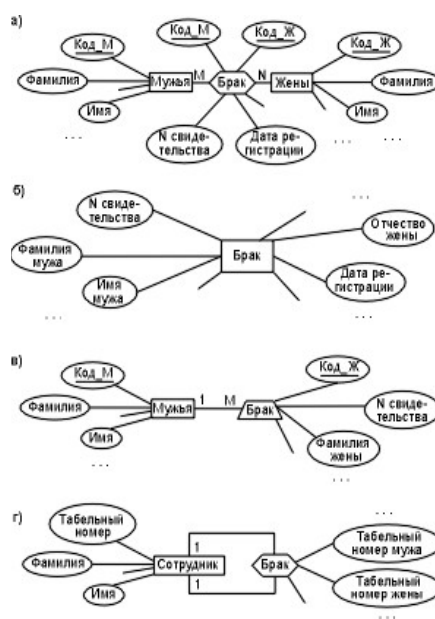 а)
Код_М
Код_М
Код_Ж
Код_Ж
Фамилия
Мужья
М
Брак
N
Жены
Фамилия
Имя
Имя
...
N свиде-
тельства
Дата ре-
гистрации
...
...
б)
N свиде-
тельства
...
Отчество
жены
Фамилия
мужа
Брак
Имя
мужа
Дата ре-
гистрации
...
...
в)
Код_М
Код_Ж
Фамилия
Мужья
1
М
Брак
N свиде-
тельства
Имя
Фамилия
жены
...
...
г)
Табельный
номер
...
Табельный
номер мужа
1
Фамилия
Сотрудник
Брак
1
Имя
Табельный
номер жены
...
...